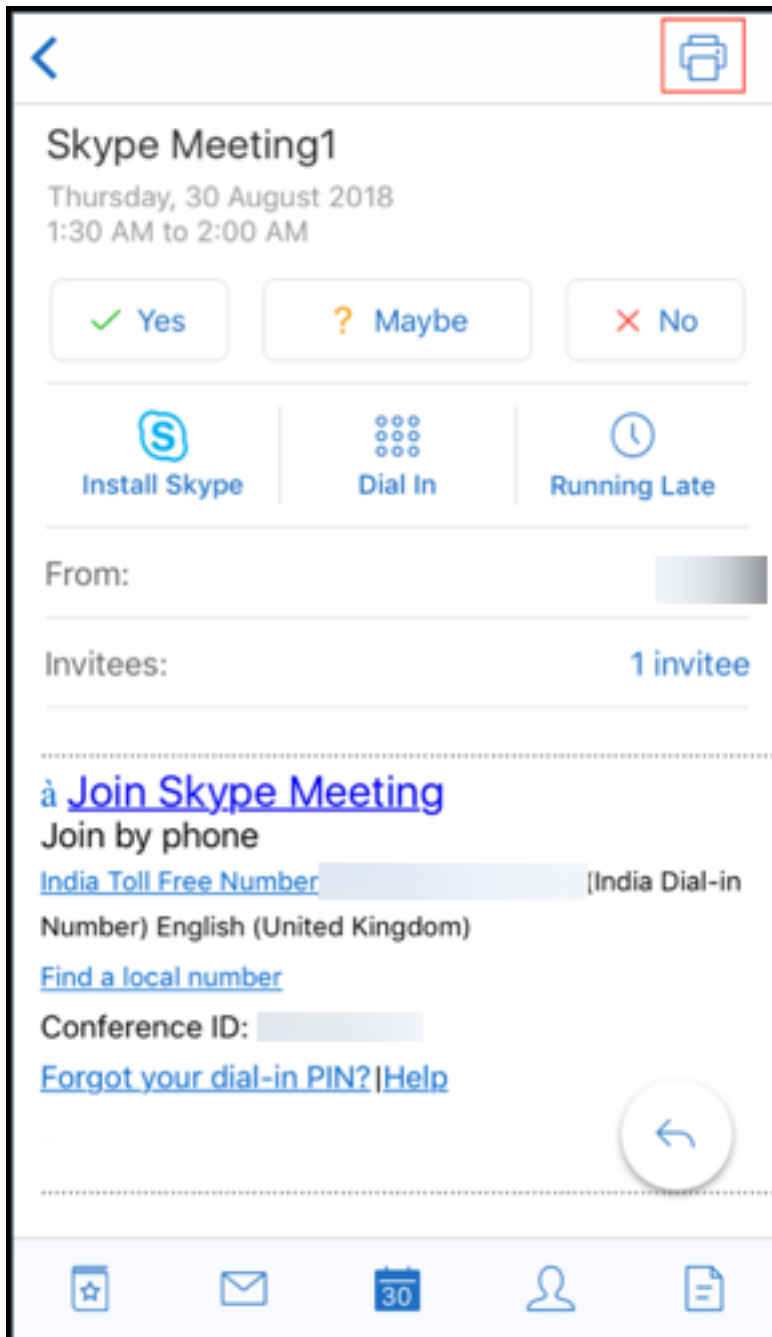 Skype Meeting1
Thursday, 30 August 2018
1:30 AM to 2:00 AM
Yes
Maybe
No
Install Skype
Dial In
Running Late
From:
Invitees: 1 invitee
à Join Skype Meeting
Join by phone
India Toll Free Number (India Dial-in
Number) English (United Kingdom)
Find a local number
Conference ID:
Forgot your dial-in PIN?|Help
30